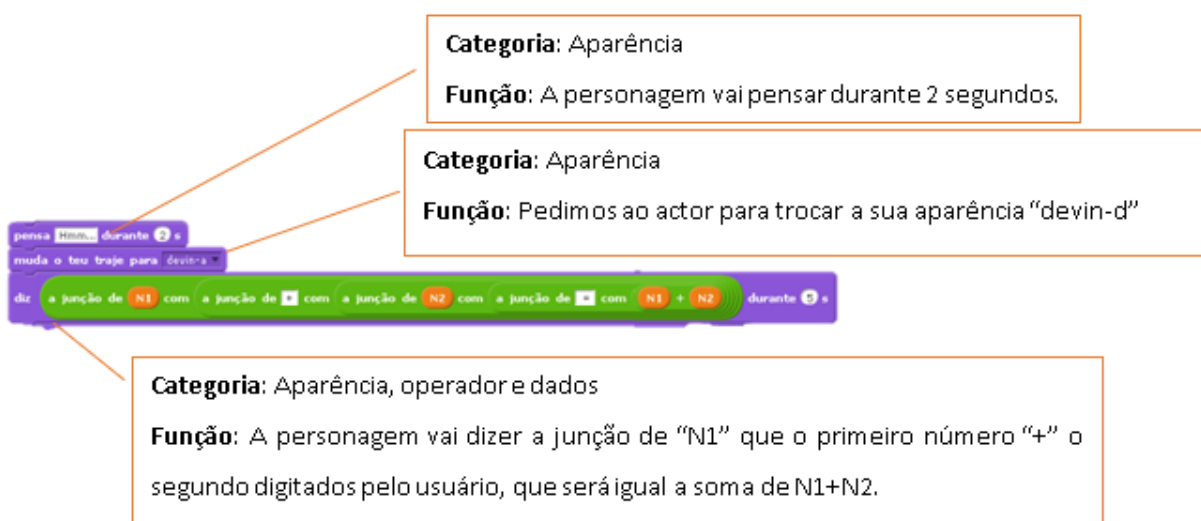 Categoria: Aparência
Função: A personagem vai pensar durante 2 segundos.
Categoria: Aparência
Função: Pedimos ao actor para trocar a sua aparência “devin-d”
pensa Hmm... durante 2 s
muda o teu traje para devin-a
diz a junção de N1 com a junção de + com a junção de N2 com a junção de = com N1 + N2 durante 5 s
Categoria: Aparência, operador e dados
Função: A personagem vai dizer a junção de “N1” que o primeiro número “+” o
segundo digitados pelo usuário, que será igual a soma de N1+N2.